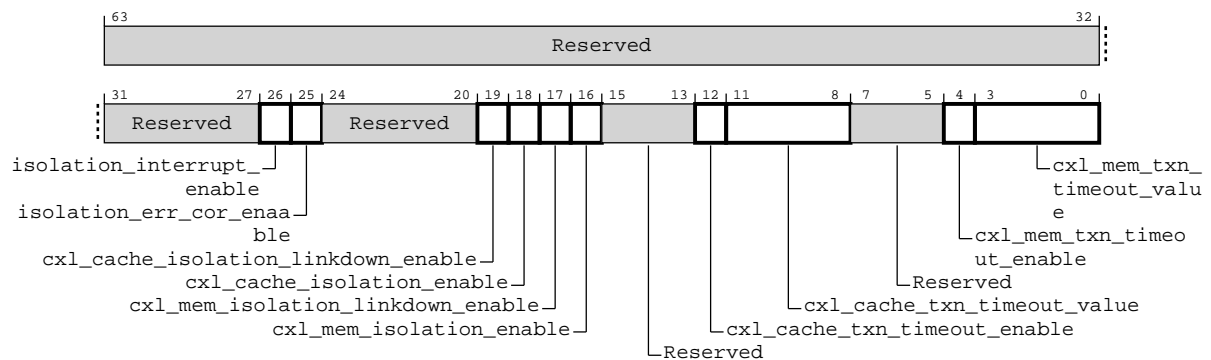 63 32
Reserved
31 27 26 25 24 20 19 18 17 16 15 13 12 11 8 7 5 4 3 0
Reserved Reserved
isolation_interrupt_
enable
isolation_err_cor_enaa
ble
cxl_cache_isolation_linkdown_enable
cxl_cache_isolation_enable
cxl_mem_isolation_linkdown_enable
cxl_mem_isolation_enable
cxl_mem_txn_
timeout_valu
e
cxl_mem_txn_timeo
ut_enable
Reserved
cxl_cache_txn_timeout_value
cxl_cache_txn_timeout_enable
Reserved